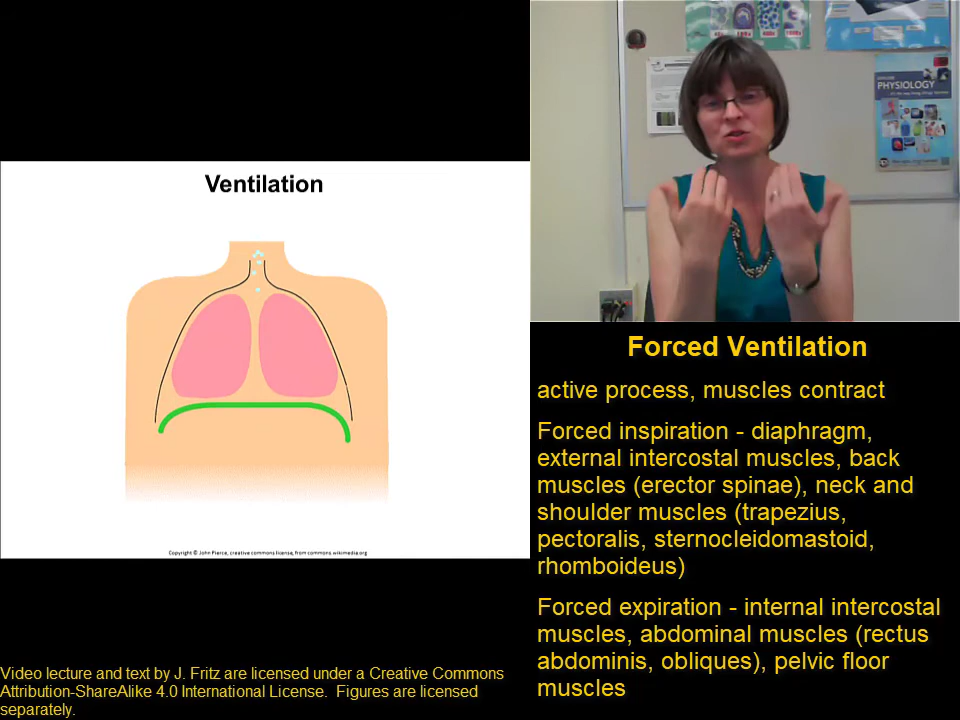 Ventilation
Copyright © John Pierce, creative commons license, from commons.wikimedia.org
PHYSIOLOGY
Forced Ventilation
active process, muscles contract
Forced inspiration - diaphragm,
external intercostal muscles, back
muscles (erector spinae), neck and
shoulder muscles (trapezius,
pectoralis, sternocleidomastoid,
rhomboideus)
Forced expiration - internal intercostal
muscles, abdominal muscles (rectus
abdominis, obliques), pelvic floor
muscles
Video lecture and text by J. Fritz are licensed under a Creative Commons
Attribution-ShareAlike 4.0 International License.  Figures are licensed
separately.